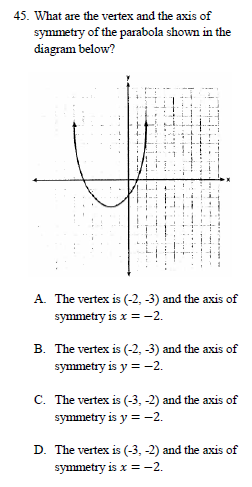 45. What are the vertex and the axis of
symmetry of the parabola shown in the
diagram below?
Y
x
A. The vertex is (-2, -3) and the axis of
symmetry is x = −2.
B. The vertex is (-2, -3) and the axis of
symmetry is y = −2.
C. The vertex is (-3, -2) and the axis of
symmetry is y = −2.
D. The vertex is (-3, -2) and the axis of
symmetry is x = −2.